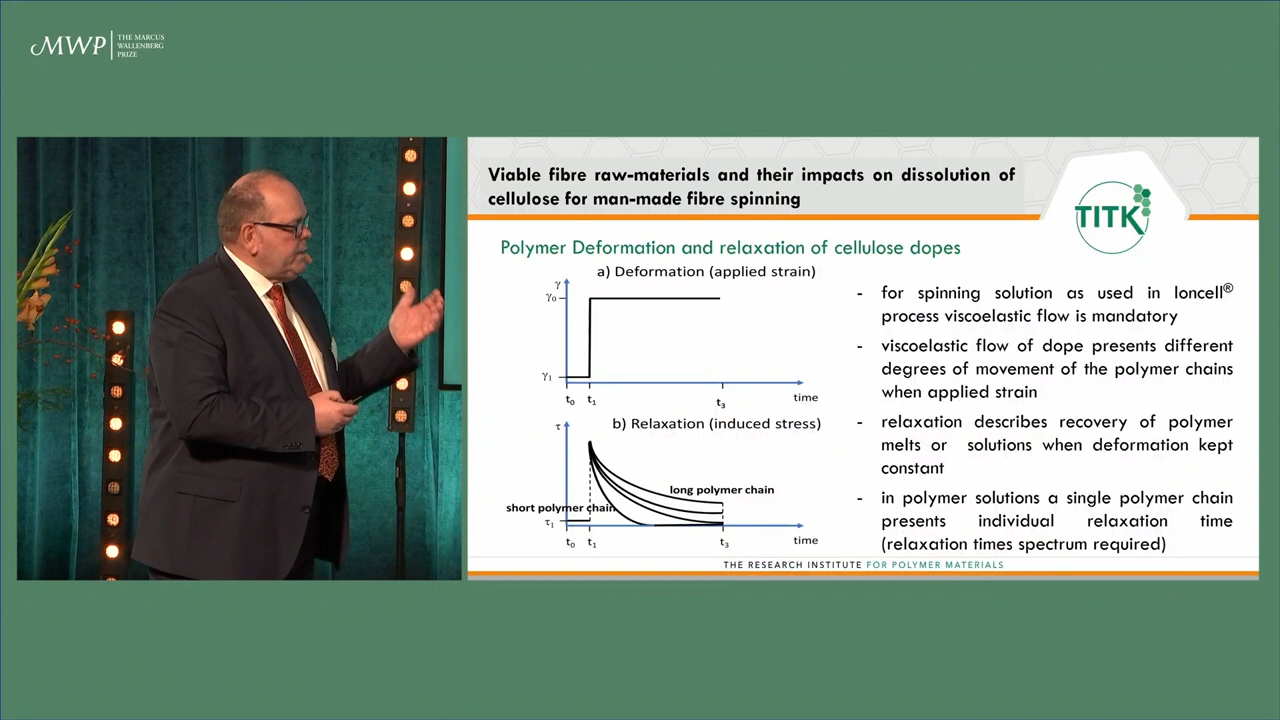 MWP
THE MARCUS
WALLENBERG
PRIZE
Viable fibre raw-materials and their impacts on dissolution of
cellulose for man-made fibre spinning
TITK
Polymer Deformation and relaxation of cellulose dopes
a) Deformation (applied strain)
γ
γ₀
γ₁
t₀ t₁ t₃ time
b) Relaxation (induced stress)
τ
long polymer chain
short polymer chain
τ₁
t₀ t₁ t₃ time
- for spinning solution as used in Ioncell®
process viscoelastic flow is mandatory
- viscoelastic flow of dope presents different
degrees of movement of the polymer chains
when applied strain
- relaxation describes recovery of polymer
melts or solutions when deformation kept
constant
- in polymer solutions a single polymer chain
presents individual relaxation time
(relaxation times spectrum required)
THE RESEARCH INSTITUTE FOR POLYMER MATERIALS